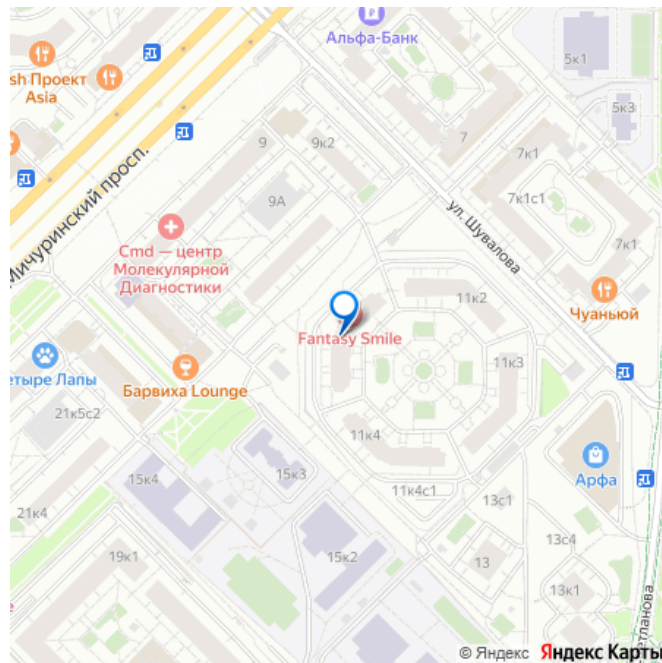 Альфа-Банк
5к1
sh Проект
Asia
5к3
9
9к2
7
7к1
Мичуринский просп.
9А
7к1с1
ул. Шувалова
7к1
Cmd — центр
Молекулярной
Диагностики
11к2
Чуаньюй
Fantasy Smile
11к3
етыре Лапы
Барвиха Lounge
21к5с2
11к4
15к4
15к3
Арфа
11к4с1
13с1
21к4
13с4
15к2
13
19к1
13к1
етланова
© Яндекс Яндекс Карты